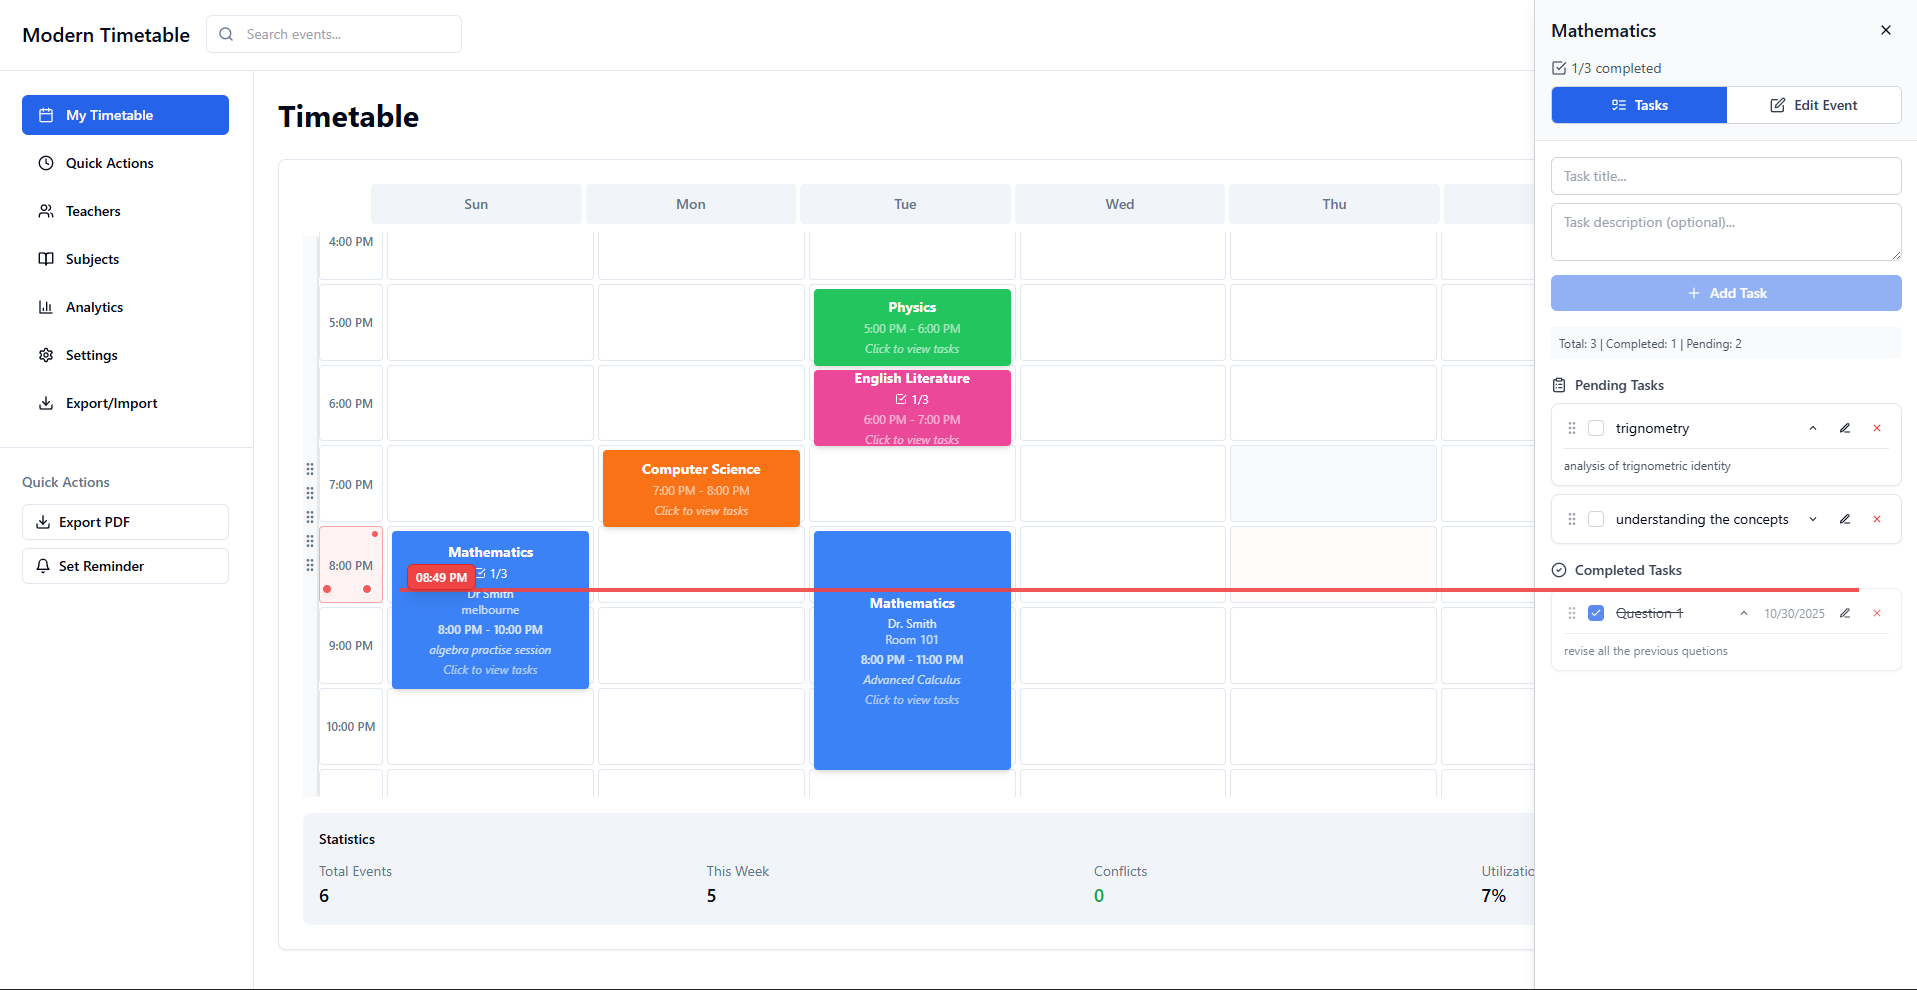 Modern Timetable
Search events...
My Timetable
Quick Actions
Teachers
Subjects
Analytics
Settings
Export/Import
Quick Actions
Export PDF
Set Reminder
Timetable
Sun Mon Tue Wed Thu
4:00 PM
5:00 PM
6:00 PM
7:00 PM
8:00 PM
9:00 PM
10:00 PM
Physics
5:00 PM - 6:00 PM
Click to view tasks
English Literature
1/3
6:00 PM - 7:00 PM
Click to view tasks
Computer Science
7:00 PM - 8:00 PM
Click to view tasks
Mathematics
1/3
08:49 PM
Dr Smith
melbourne
8:00 PM - 10:00 PM
algebra practise session
Click to view tasks
Mathematics
Dr. Smith
Room 101
8:00 PM - 11:00 PM
Advanced Calculus
Click to view tasks
Statistics
Total Events
6
This Week
5
Conflicts
0
Utilizatio
7%
Mathematics
1/3 completed
Tasks
Edit Event
Task title...
Task description (optional)...
Add Task
Total: 3 | Completed: 1 | Pending: 2
Pending Tasks
trignometry
analysis of trignometric identity
understanding the concepts
Completed Tasks
Question 1 10/30/2025
revise all the previous quetions